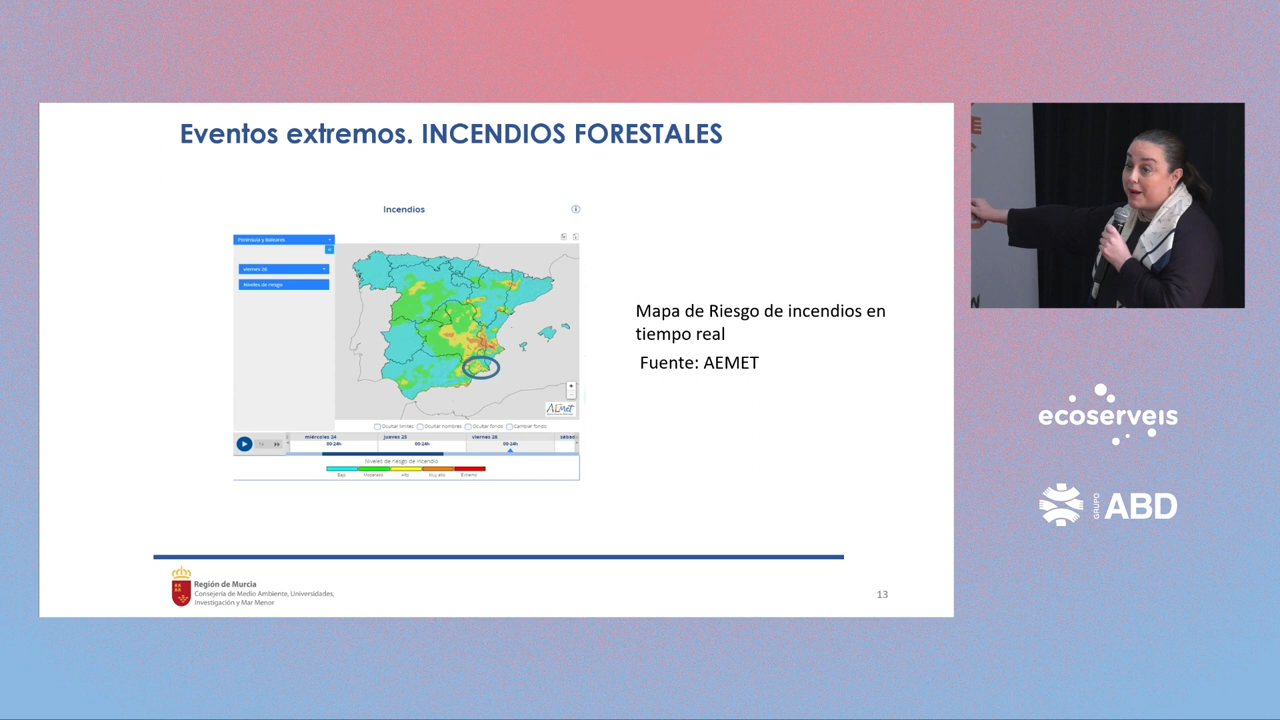 Eventos extremos. INCENDIOS FORESTALES
Incendios
Península y Baleares
viernes 26
Niveles de riesgo
AEmet
Ocultar límites
Ocultar nombres
Ocultar fondo
Cambiar fondo
miércoles 24
jueves 25
viernes 26
00-24h
00-24h
00-24h
Niveles de riesgo de incendio
Bajo
Moderado
Alto
Muy alto
Extremo
Mapa de Riesgo de incendios en
tiempo real
Fuente: AEMET
Región de Murcia
Consejería de Medio Ambiente, Universidades,
Investigación y Mar Menor
13
ecoserveis
GRUPO
ABD